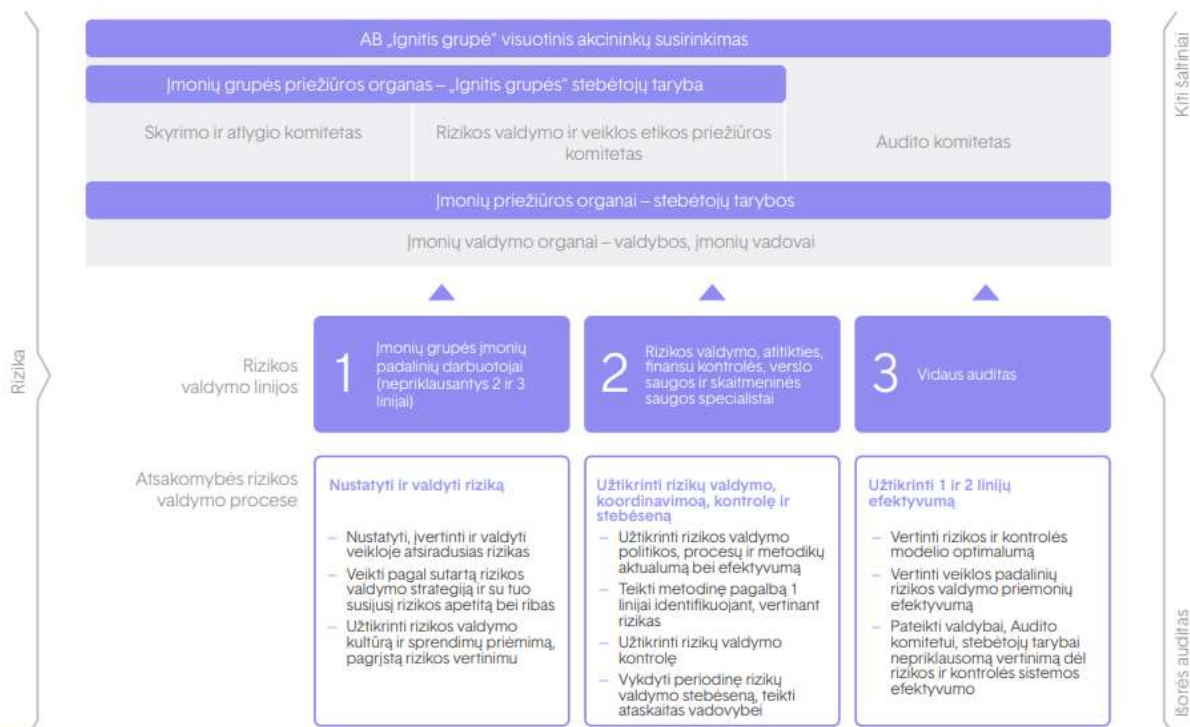 AB „Ignitis grupė“ visuotinis akcininkų susirinkimas
Įmonių grupės priežiūros organas – „Ignitis grupės“ stebėtojų taryba
Skyrimo ir atlygio komitetas
Rizikos valdymo ir veiklos etikos priežiūros
komitetas
Audito komitetas
Įmonių priežiūros organai – stebėtojų tarybos
Įmonių valdymo organai – valdybos, įmonių vadovai
Rizika
Kiti šaltiniai
Išorės auditas
Rizikos
valdymo linijos
1
Įmonių grupės įmonių
padalinių darbuotojai
(nepriklausantys 2 ir 3
linijai)
2
Rizikos valdymo, atitikties,
finansu kontrolės, verslo
saugos ir skaitmeninės
saugos specialistai
3
Vidaus auditas
Atsakomybės rizikos
valdymo procese
Nustatyti ir valdyti riziką
– Nustatyti, įvertinti ir valdyti
veikloje atsiradusias rizikas
– Veikti pagal sutartą rizikos
valdymo strategiją ir su tuo
susijusį rizikos apetitą bei ribas
– Užtikrinti rizikos valdymo
kultūrą ir sprendimų priėmimą,
pagrįstą rizikos vertinimu
Užtikrinti rizikų valdymo,
koordinavimoą, kontrolę ir
stebėseną
– Užtikrinti rizikos valdymo
politikos, procesų ir metodikų
aktualumą bei efektyvumą
– Teikti metodinę pagalbą 1
linijai identifikuojant, vertinant
rizikas
– Užtikrinti rizikų valdymo
kontrolę
– Vykdyti periodinę rizikų
valdymo stebėseną, teikti
ataskaitas vadovybei
Užtikrinti 1 ir 2 linijų
efektyvumą
– Vertinti rizikos ir kontrolės
modelio optimalumą
– Vertinti veiklos padalinių
rizikos valdymo priemonių
efektyvumą
– Pateikti valdybai, Audito
komitetui, stebėtojų tarybai
nepriklausomą vertinimą dėl
rizikos ir kontrolės sistemos
efektyvumo